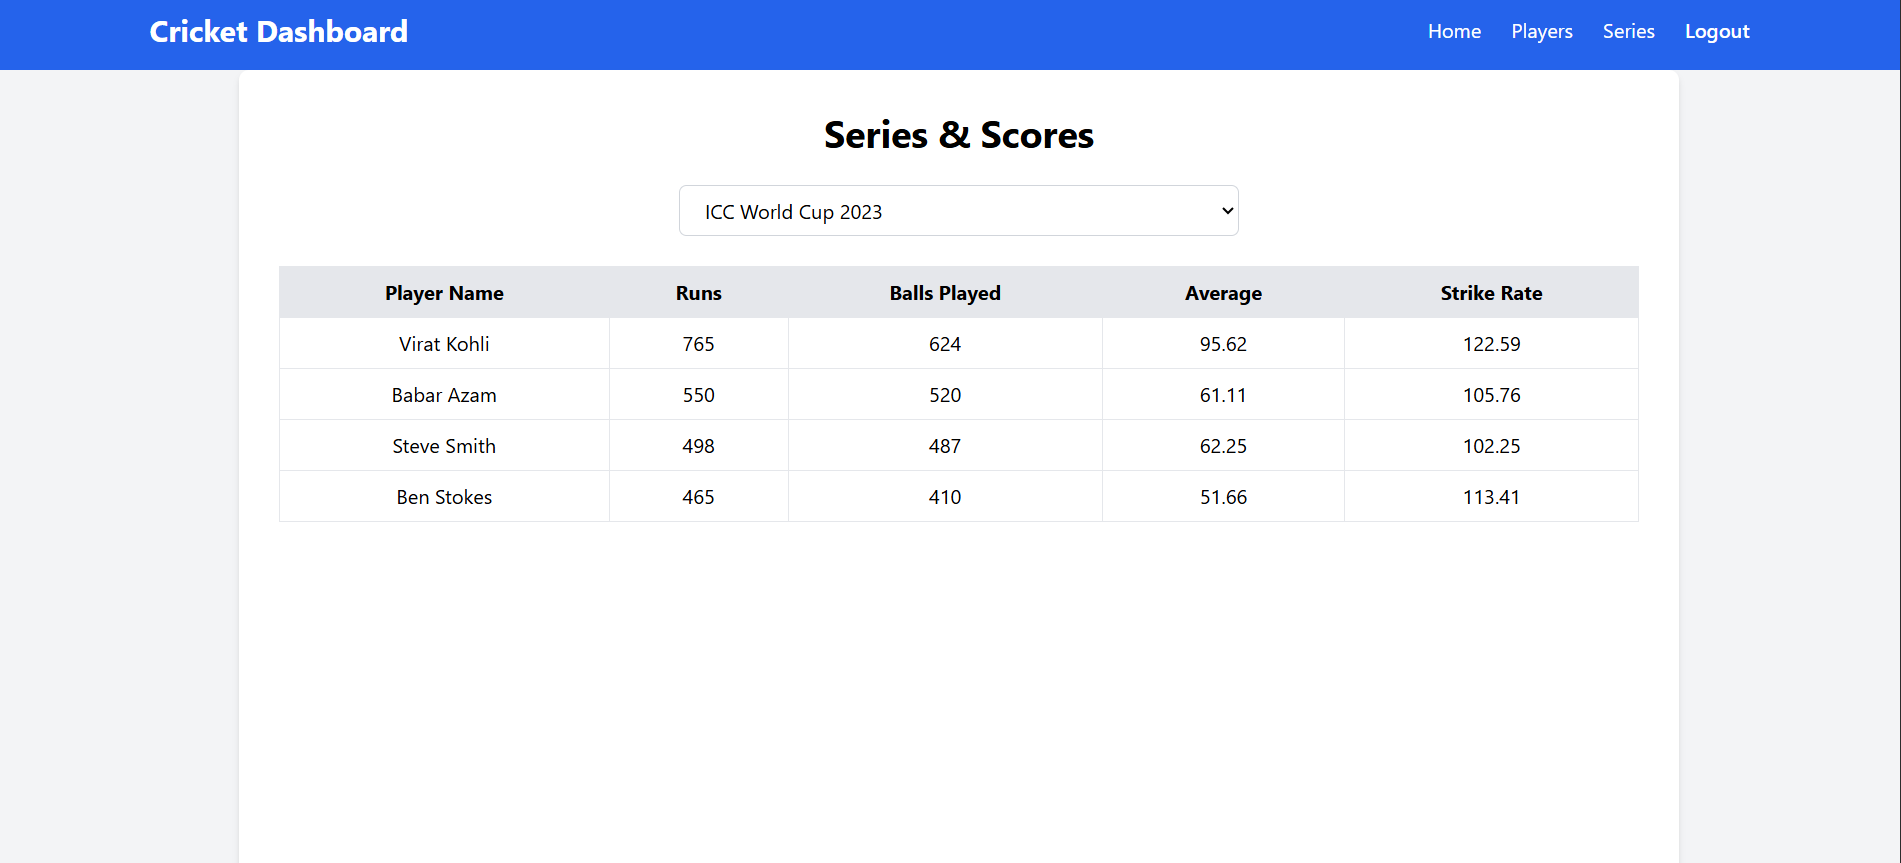 Cricket Dashboard Home Players Series Logout
Series & Scores
ICC World Cup 2023
Player Name Runs Balls Played Average Strike Rate
Virat Kohli 765 624 95.62 122.59
Babar Azam 550 520 61.11 105.76
Steve Smith 498 487 62.25 102.25
Ben Stokes 465 410 51.66 113.41